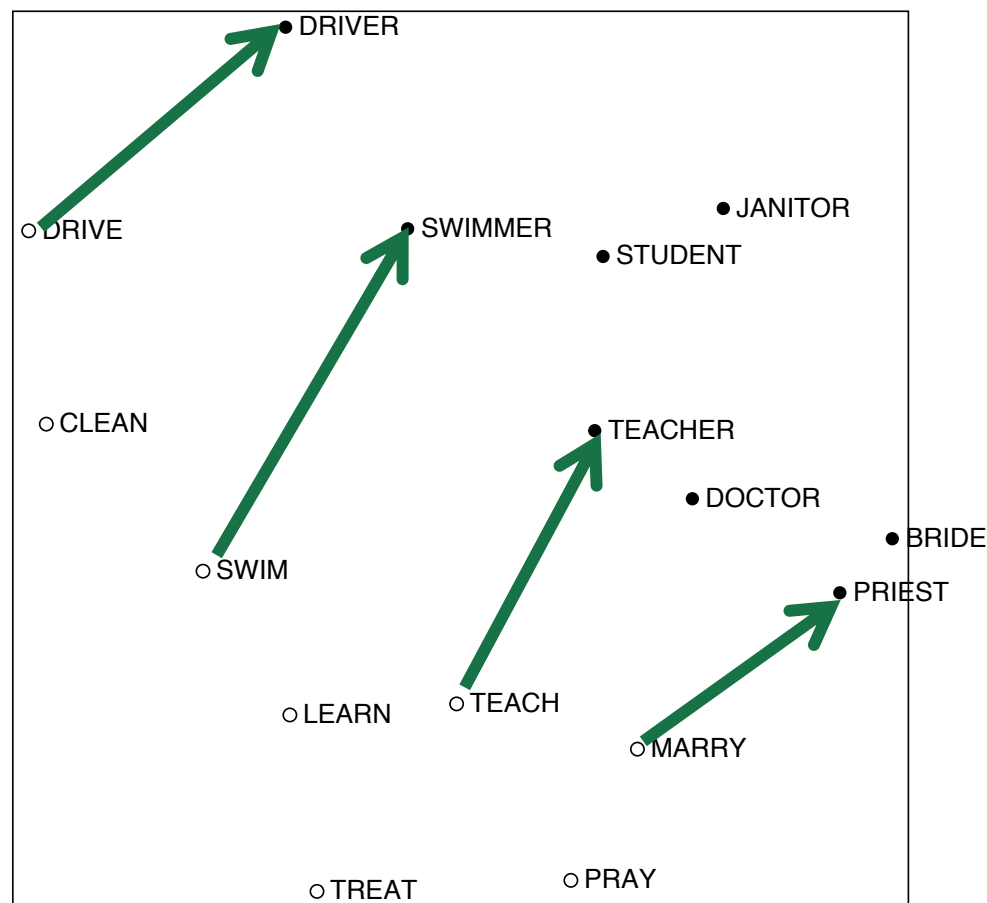 DRIVER
JANITOR
DRIVE
SWIMMER
STUDENT
CLEAN
TEACHER
DOCTOR
BRIDE
SWIM
PRIEST
TEACH
LEARN
MARRY
PRAY
TREAT